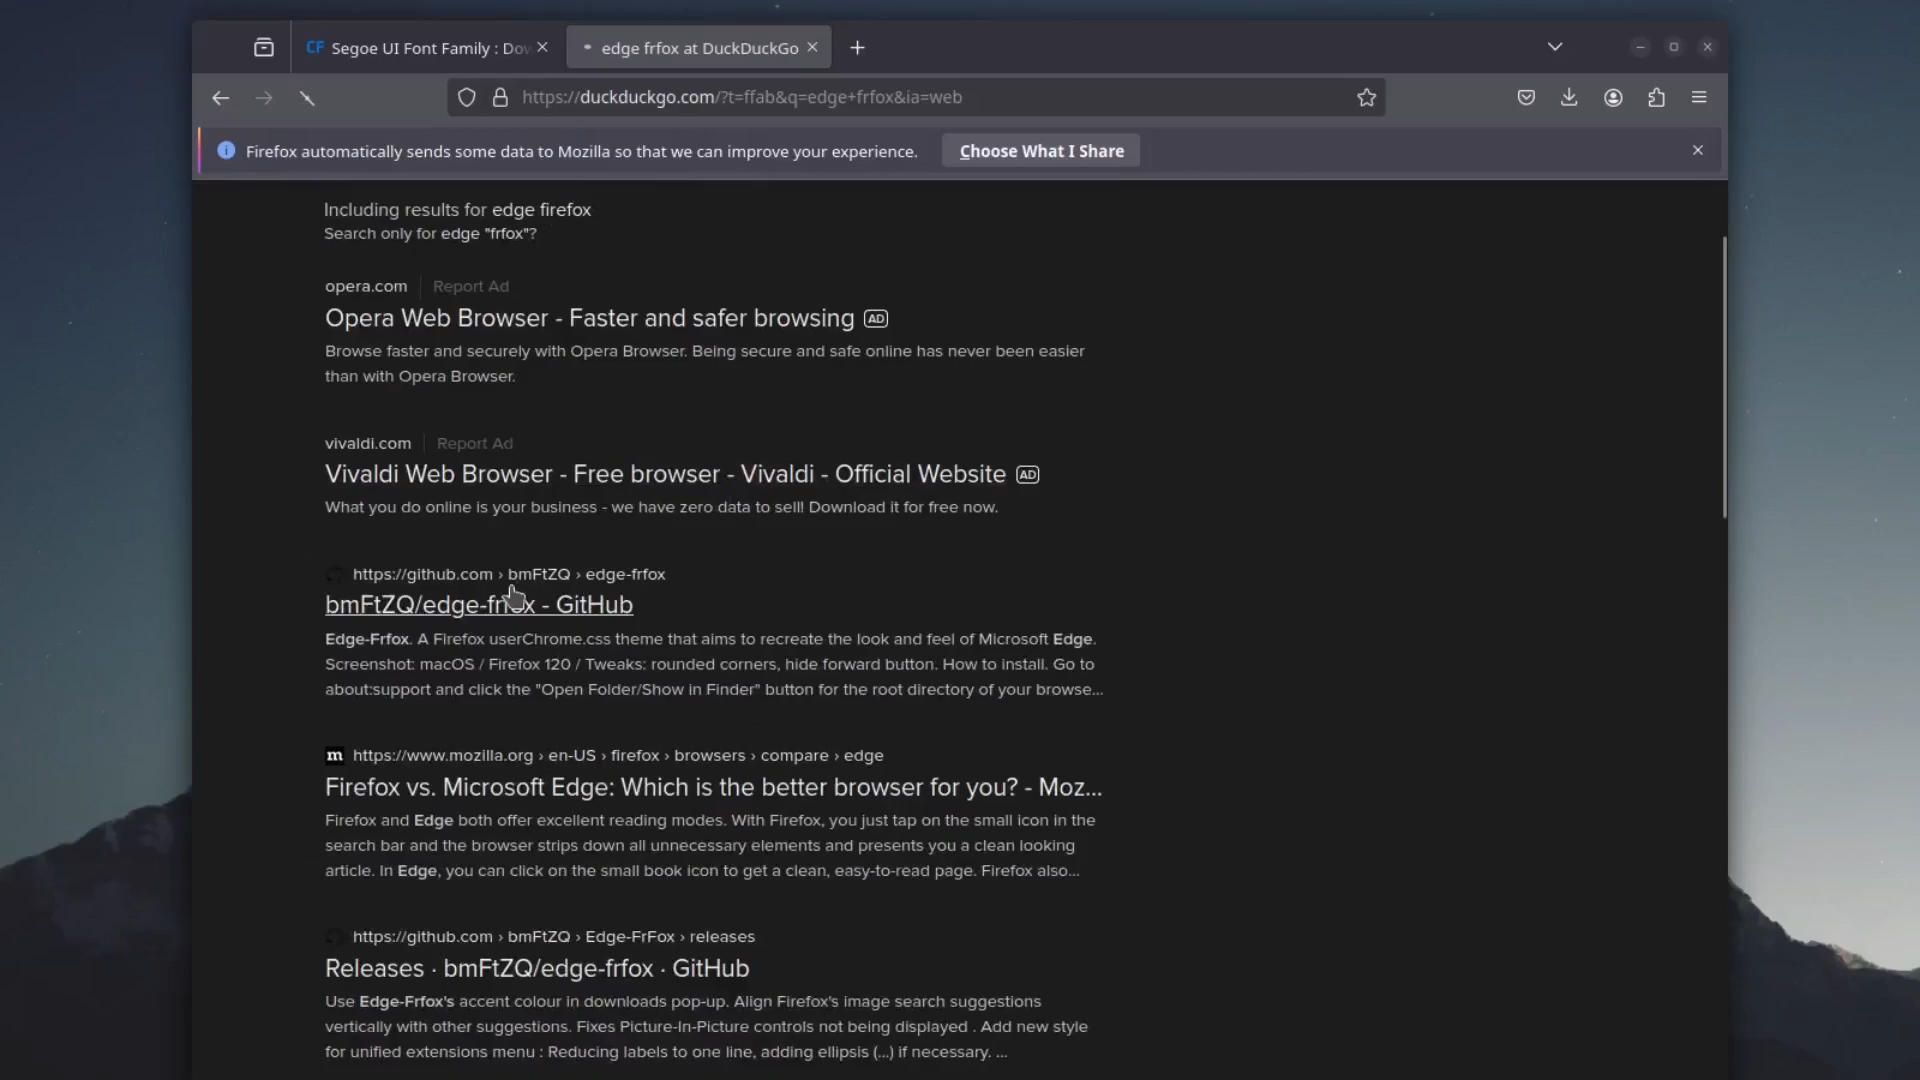 CF Segoe UI Font Family : Dov
edge frfox at DuckDuckGo
https://duckduckgo.com/?t=ffab&q=edge+frfox&ia=web
Firefox automatically sends some data to Mozilla so that we can improve your experience. Choose What I Share
Including results for edge firefox
Search only for edge "frfox"?
opera.com Report Ad
Opera Web Browser - Faster and safer browsing AD
Browse faster and securely with Opera Browser. Being secure and safe online has never been easier
than with Opera Browser.
vivaldi.com Report Ad
Vivaldi Web Browser - Free browser - Vivaldi - Official Website AD
What you do online is your business - we have zero data to sell! Download it for free now.
https://github.com › bmFtZQ › edge-frfox
bmFtZQ/edge-frfox - GitHub
Edge-Frfox. A Firefox userChrome.css theme that aims to recreate the look and feel of Microsoft Edge.
Screenshot: macOS / Firefox 120 / Tweaks: rounded corners, hide forward button. How to install. Go to
about:support and click the "Open Folder/Show in Finder" button for the root directory of your browse...
m https://www.mozilla.org › en-US › firefox › browsers › compare › edge
Firefox vs. Microsoft Edge: Which is the better browser for you? - Moz...
Firefox and Edge both offer excellent reading modes. With Firefox, you just tap on the small icon in the
search bar and the browser strips down all unnecessary elements and presents you a clean looking
article. In Edge, you can click on the small book icon to get a clean, easy-to-read page. Firefox also...
https://github.com › bmFtZQ › Edge-FrFox › releases
Releases · bmFtZQ/edge-frfox · GitHub
Use Edge-Frfox's accent colour in downloads pop-up. Align Firefox's image search suggestions
vertically with other suggestions. Fixes Picture-In-Picture controls not being displayed . Add new style
for unified extensions menu : Reducing labels to one line, adding ellipsis (...) if necessary. ...